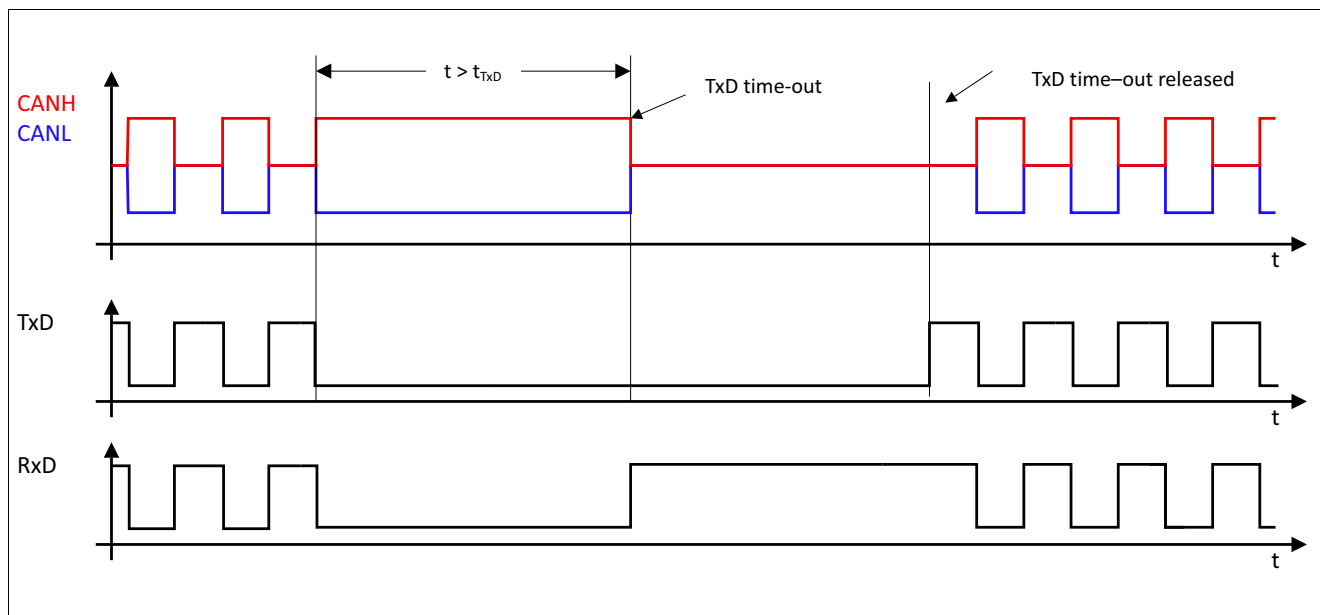 t > tTxD
TxD time-out
TxD time–out released
CANH
CANL
t
TxD
t
RxD
t